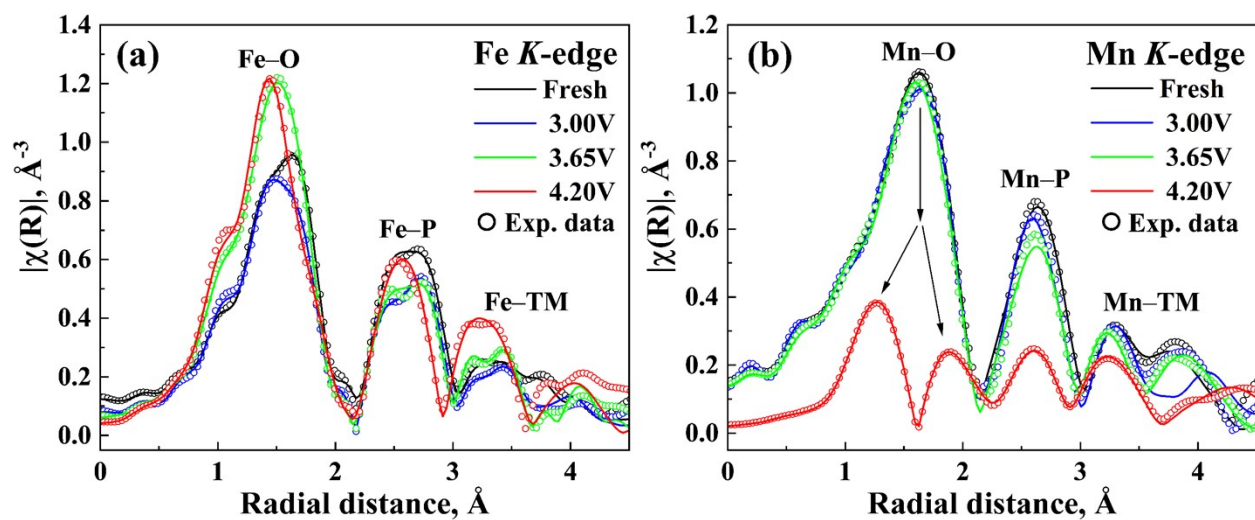 (a)
Fe–O
Fe K-edge
Fresh
3.00V
3.65V
4.20V
Exp. data
Fe–P
Fe–TM
|χ(R)|, Å⁻³
1.4
1.2
1.0
0.8
0.6
0.4
0.2
0.0
0 1 2 3 4
Radial distance, Å
(b)
Mn–O
Mn K-edge
Fresh
3.00V
3.65V
4.20V
Exp. data
Mn–P
Mn–TM
|χ(R)|, Å⁻³
1.2
1.0
0.8
0.6
0.4
0.2
0.0
0 1 2 3 4
Radial distance, Å